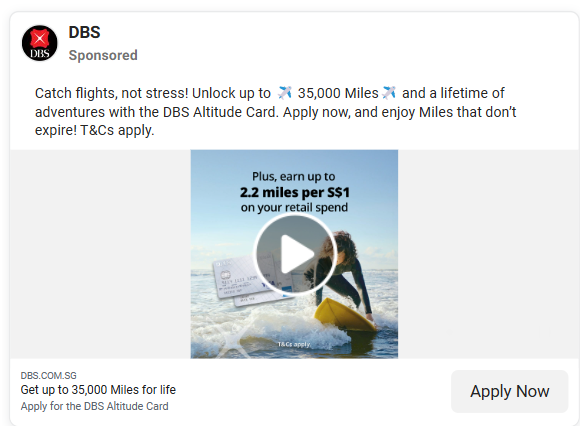 DBS
Sponsored
DBS
Catch flights, not stress! Unlock up to ✈️ 35,000 Miles ✈️ and a lifetime of
adventures with the DBS Altitude Card. Apply now, and enjoy Miles that don’t
expire! T&Cs apply.
Plus, earn up to
2.2 miles per S$1
on your retail spend
T&Cs apply.
DBS.COM.SG
Get up to 35,000 Miles for life
Apply for the DBS Altitude Card
Apply Now